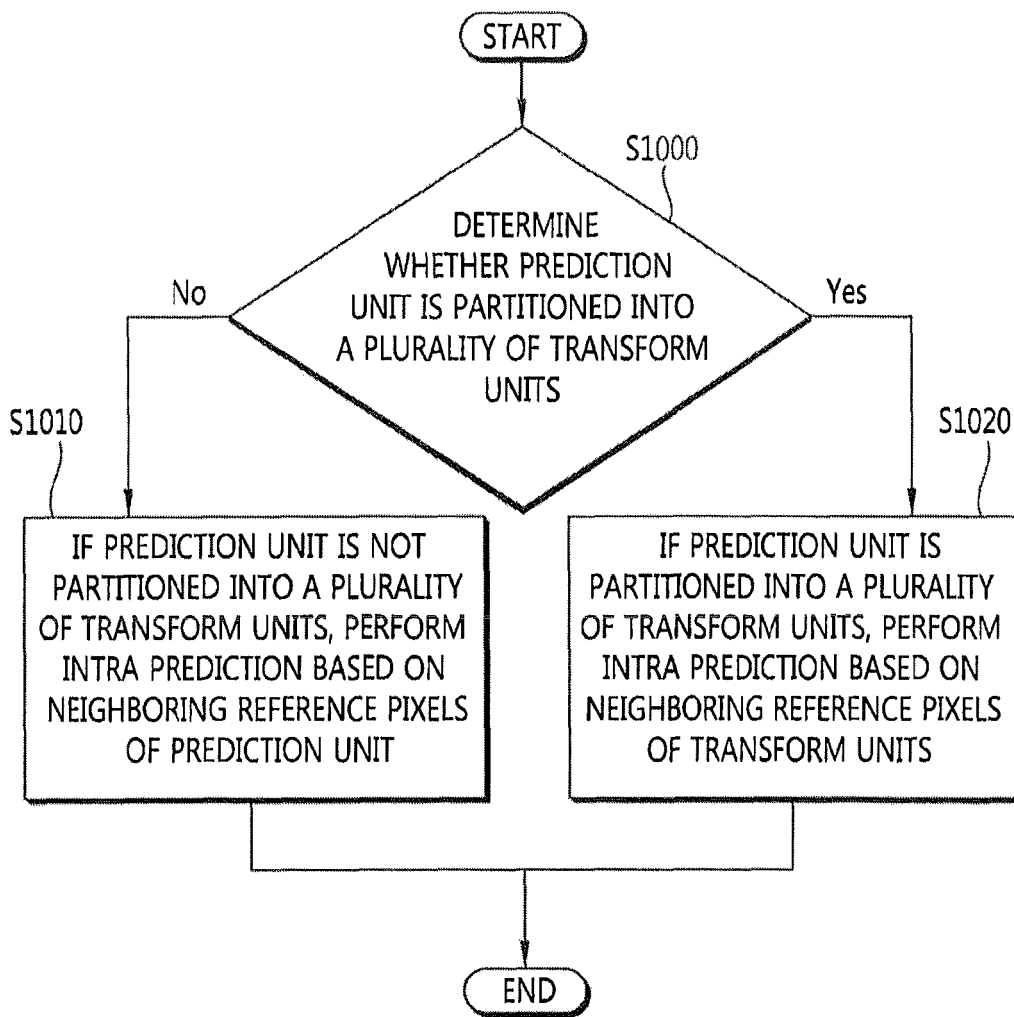 START
S1000
DETERMINE
WHETHER PREDICTION
UNIT IS PARTITIONED INTO
A PLURALITY OF TRANSFORM
UNITS
No
Yes
S1010
IF PREDICTION UNIT IS NOT
PARTITIONED INTO A PLURALITY
OF TRANSFORM UNITS, PERFORM
INTRA PREDICTION BASED ON
NEIGHBORING REFERENCE PIXELS
OF PREDICTION UNIT
S1020
IF PREDICTION UNIT IS
PARTITIONED INTO A PLURALITY
OF TRANSFORM UNITS, PERFORM
INTRA PREDICTION BASED ON
NEIGHBORING REFERENCE PIXELS
OF TRANSFORM UNITS
END